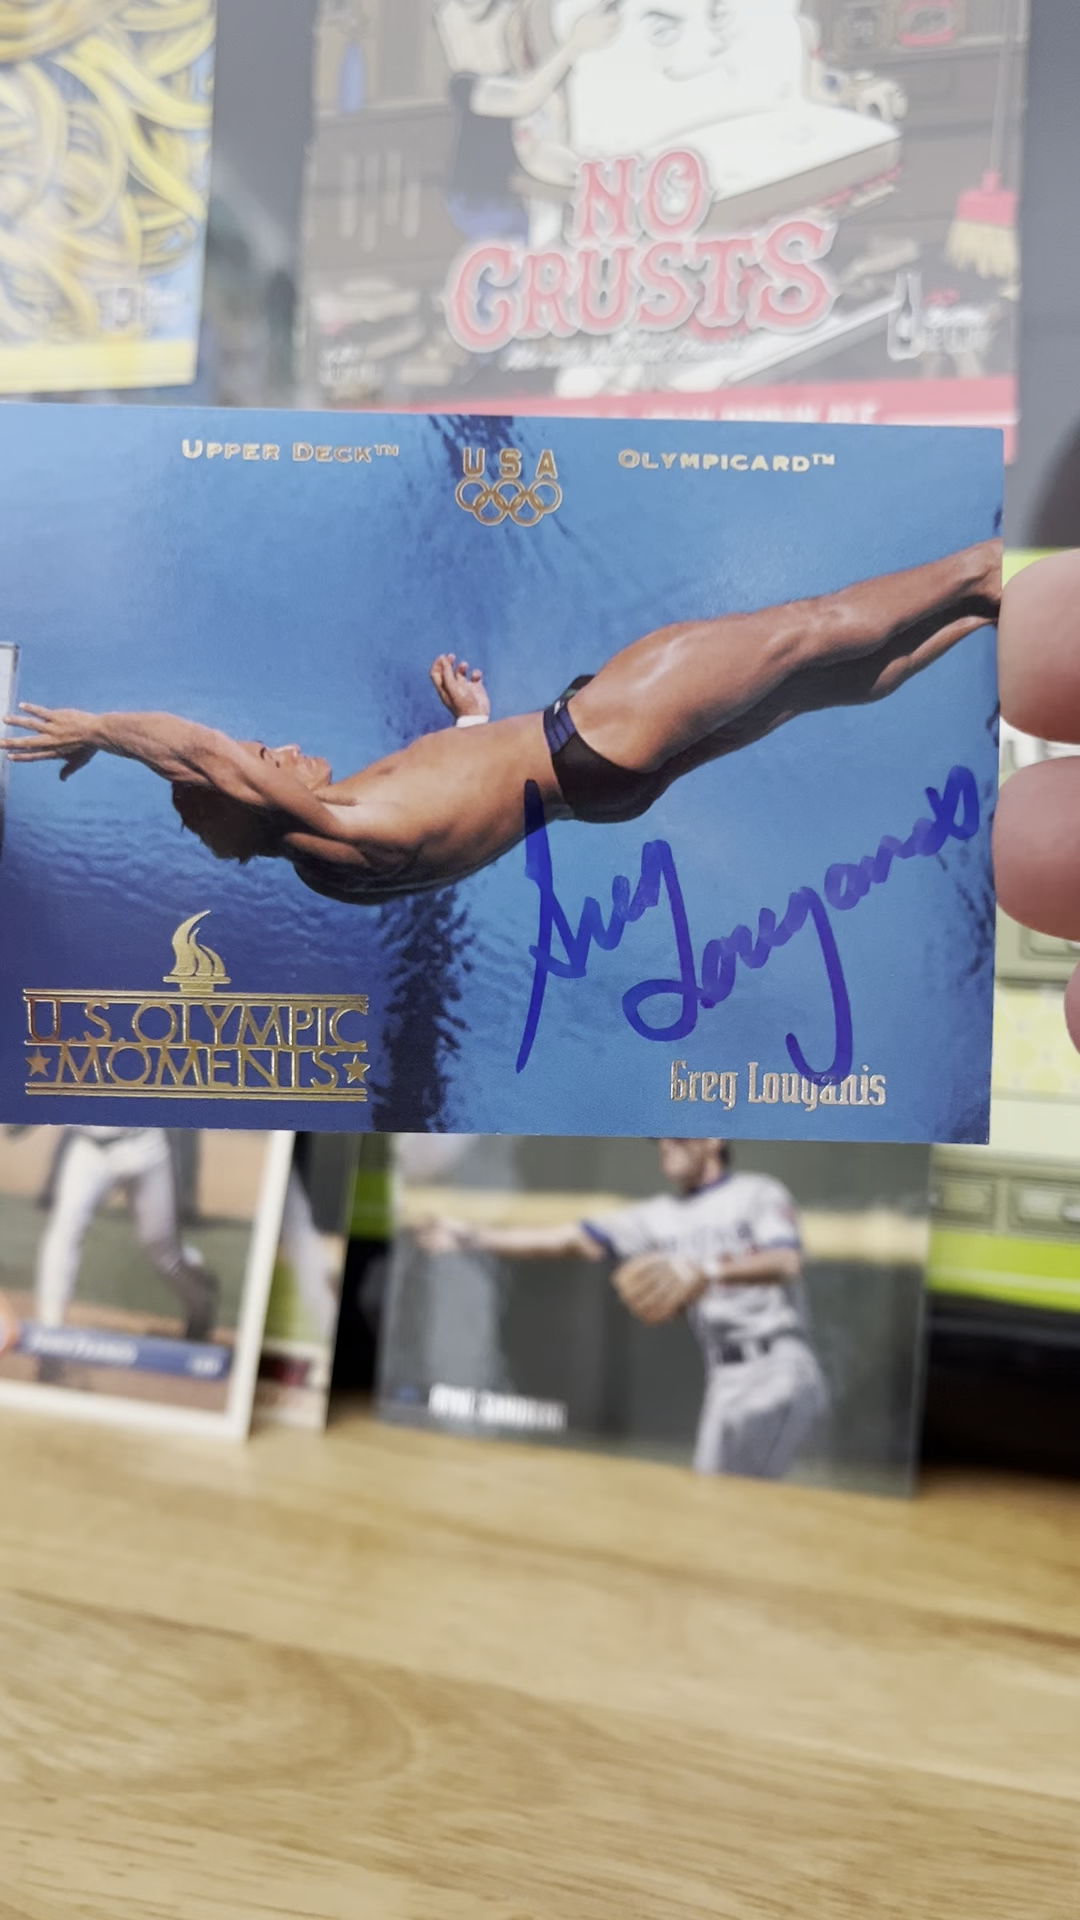 NO
CRUSTS
UPPER DECK™
USA
OLYMPICARD™
Greg Louganis
U.S. OLYMPIC
★MOMENTS★
Greg Louganis